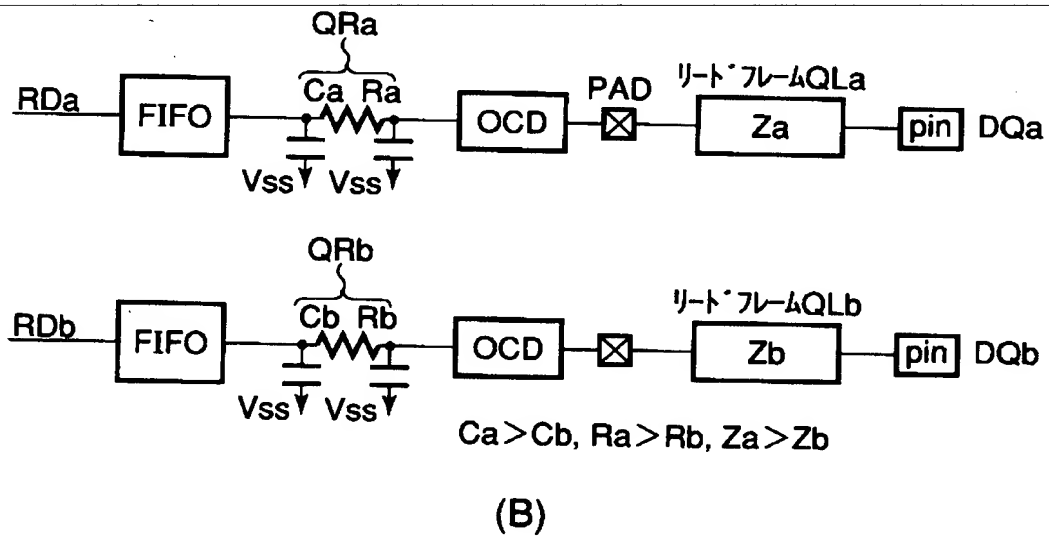 QRa
RDa FIFO Ca Ra OCD PAD リードフレームQLa Za pin DQa
Vss Vss
QRb
RDb FIFO Cb Rb OCD リードフレームQLb Zb pin DQb
Vss Vss
Ca>Cb, Ra>Rb, Za>Zb
(B)